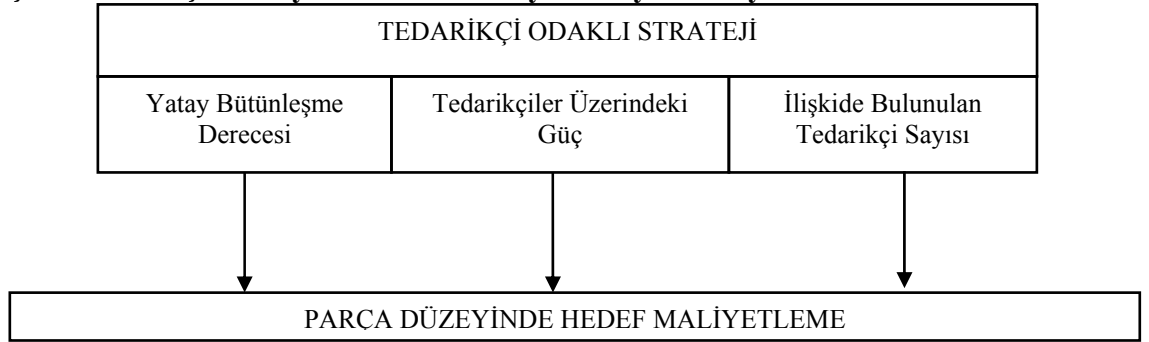 TEDARİKÇİ ODAKLI STRATEJİ
Yatay Bütünleşme
Derecesi
Tedarikçiler Üzerindeki
Güç
İlişkide Bulunulan
Tedarikçi Sayısı
PARÇA DÜZEYİNDE HEDEF MALİYETLEME